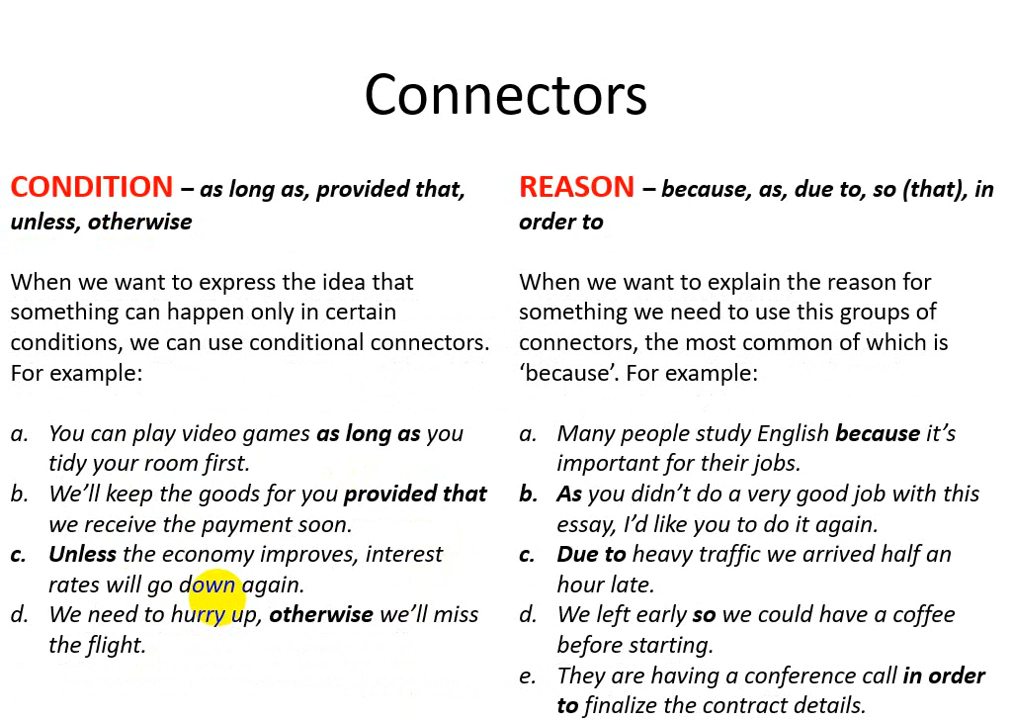 Connectors
CONDITION – as long as, provided that,
unless, otherwise
When we want to express the idea that
something can happen only in certain
conditions, we can use conditional connectors.
For example:
a. You can play video games as long as you
tidy your room first.
b. We’ll keep the goods for you provided that
we receive the payment soon.
c. Unless the economy improves, interest
rates will go down again.
d. We need to hurry up, otherwise we’ll miss
the flight.
REASON – because, as, due to, so (that), in
order to
When we want to explain the reason for
something we need to use this groups of
connectors, the most common of which is
‘because’. For example:
a. Many people study English because it’s
important for their jobs.
b. As you didn’t do a very good job with this
essay, I’d like you to do it again.
c. Due to heavy traffic we arrived half an
hour late.
d. We left early so we could have a coffee
before starting.
e. They are having a conference call in order
to finalize the contract details.